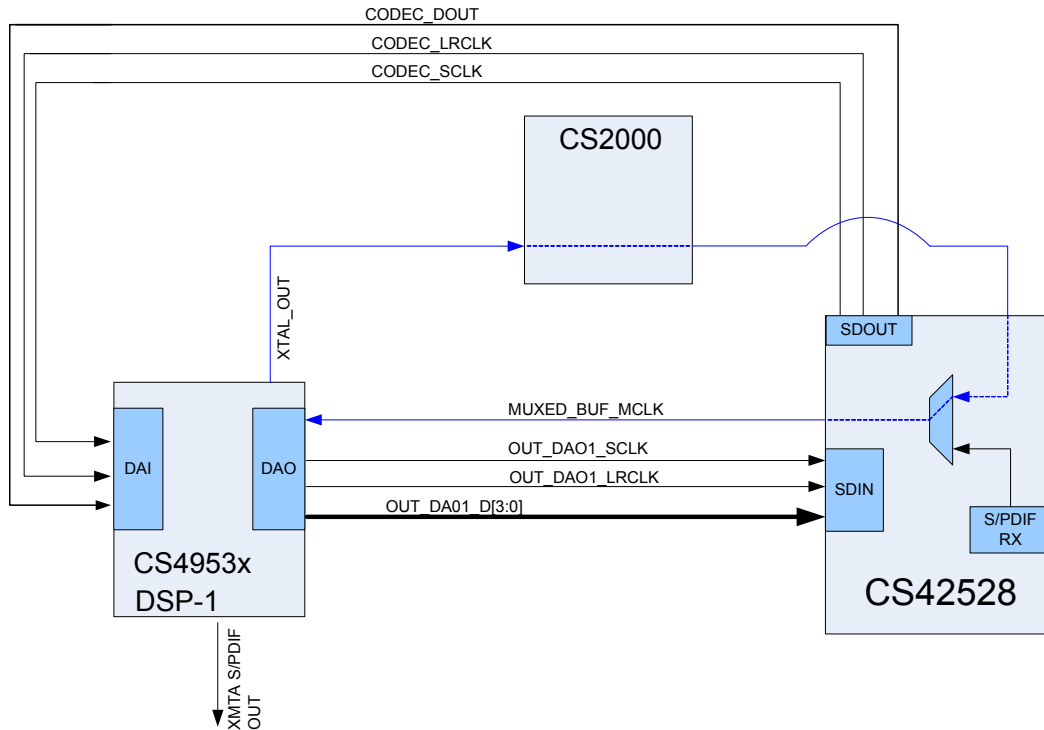 CODEC_DOUT
CODEC_LRCLK
CODEC_SCLK
CS2000
XTAL_OUT
SDOUT
MUXED_BUF_MCLK
OUT_DAO1_SCLK
OUT_DAO1_LRCLK
OUT_DA01_D[3:0]
DAI
DAO
SDIN
S/PDIF
RX
CS4953x
DSP-1
CS42528
XMTA S/PDIF
OUT